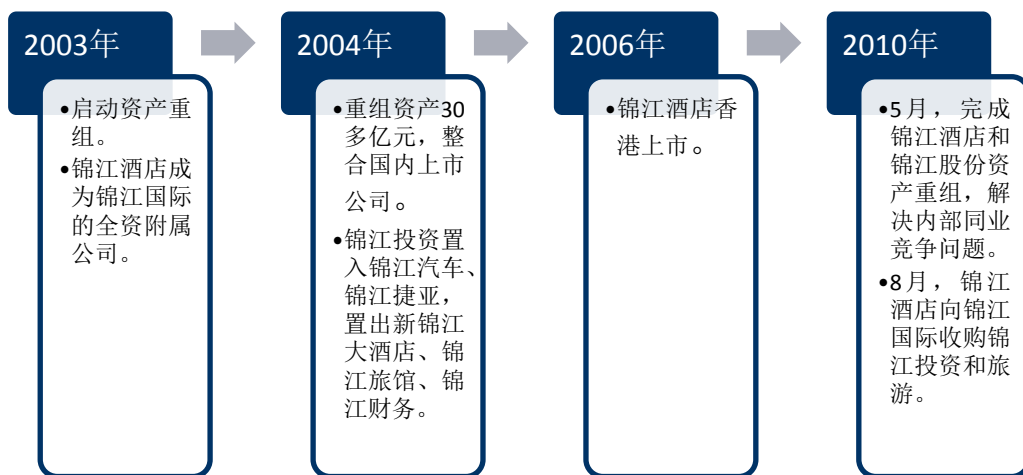 2003年
•启动资产重
组。
•锦江酒店成
为锦江国际
的全资附属
公司。
2004年
•重组资产30
多亿元，整
合国内上市
公司。
•锦江投资置
入锦江汽车、
锦江捷亚，
置出新锦江
大酒店、锦
江旅馆、锦
江财务。
2006年
•锦江酒店香
港上市。
2010年
•5月，完成
锦江酒店和
锦江股份资
产重组，解
决内部同业
竞争问题。
•8月，锦江
酒店向锦江
国际收购锦
江投资和旅
游。